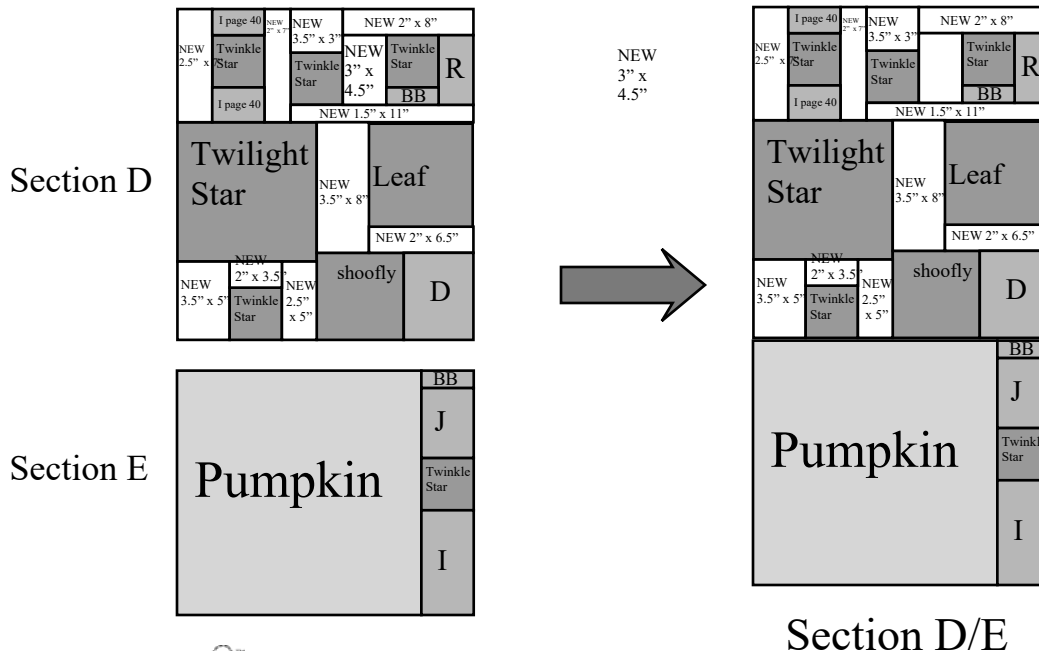 I page 40
NEW
2" x 7"
NEW
3.5" x 3"
NEW 2" x 8"
NEW
2.5" x 7"
Twinkle
Star
Twinkle
Star
NEW
3" x
4.5"
Twinkle
Star
R
BB
I page 40
NEW 1.5" x 11"
Section D
Twilight
Star
NEW
3.5" x 8"
Leaf
NEW 2" x 6.5"
NEW
3.5" x 5"
NEW
2" x 3.5"
Twinkle
Star
NEW
2.5"
x 5"
shoofly
D
Section E
Pumpkin
BB
J
Twinkle
Star
I
NEW
3" x
4.5"
I page 40
NEW
2" x 7"
NEW
3.5" x 3"
NEW 2" x 8"
NEW
2.5" x 7"
Twinkle
Star
Twinkle
Star
Twinkle
Star
R
BB
I page 40
NEW 1.5" x 11"
Twilight
Star
NEW
3.5" x 8"
Leaf
NEW 2" x 6.5"
NEW
3.5" x 5"
NEW
2" x 3.5"
Twinkle
Star
NEW
2.5"
x 5"
shoofly
D
Pumpkin
BB
J
Twinkle
Star
I
Section D/E